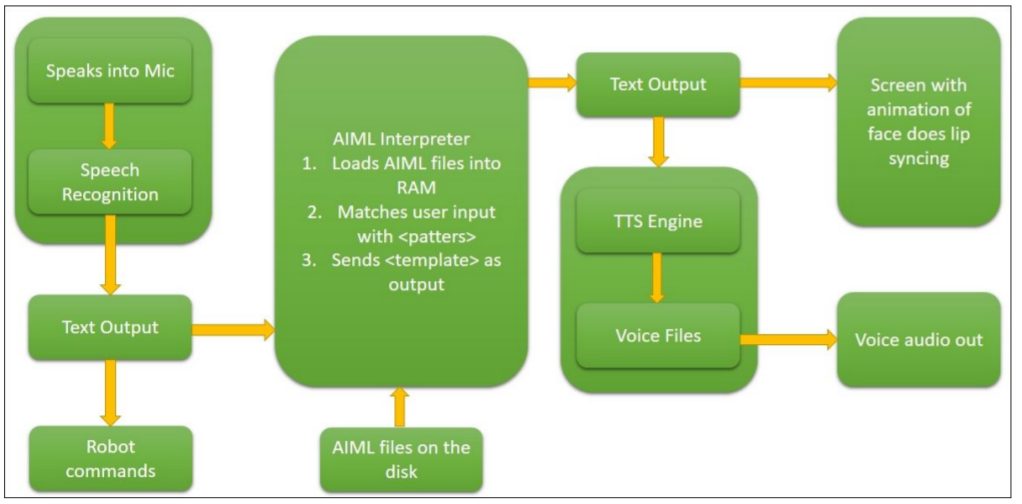 Speaks into Mic
Speech
Recognition
Text Output
Robot
commands
AIML Interpreter
1. Loads AIML files into
RAM
2. Matches user input
with <patters>
3. Sends <template> as
output
AIML files on the
disk
Text Output
TTS Engine
Voice Files
Screen with
animation of
face does lip
syncing
Voice audio out